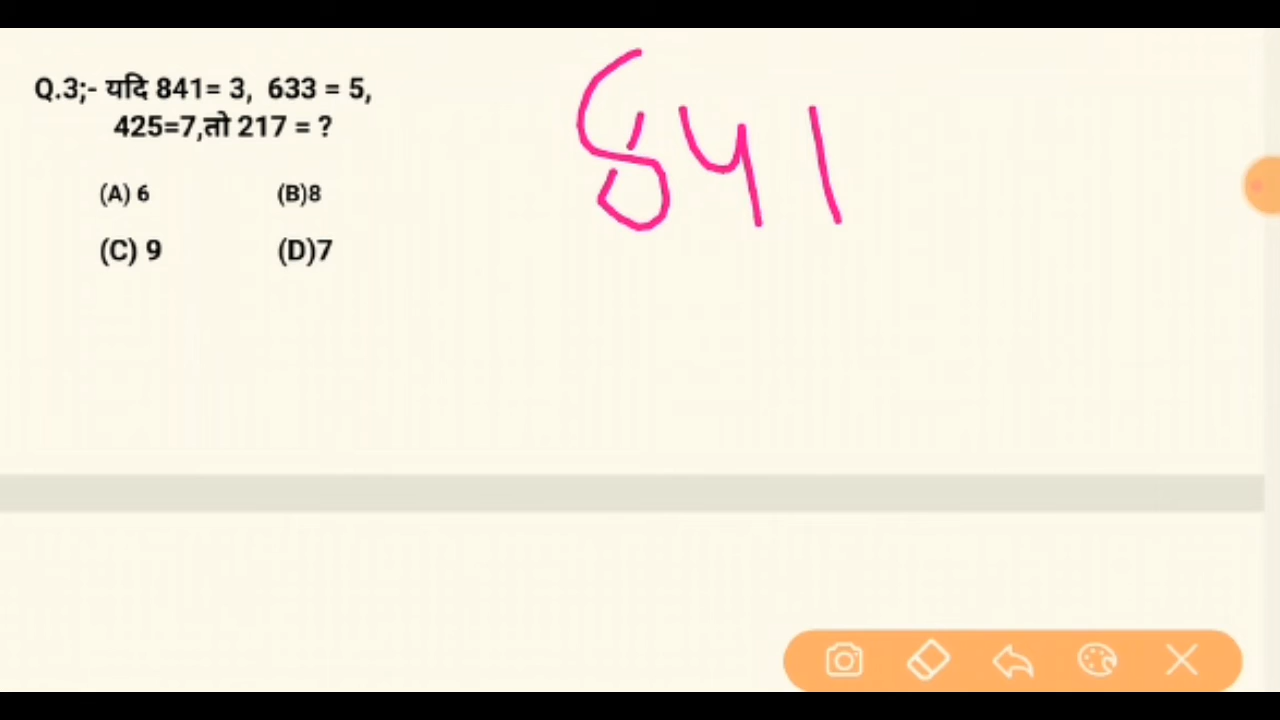 Q.3;- यदि 841= 3, 633 = 5,
425=7,तो 217 = ?
(A) 6 (B)8
(C) 9 (D)7
841